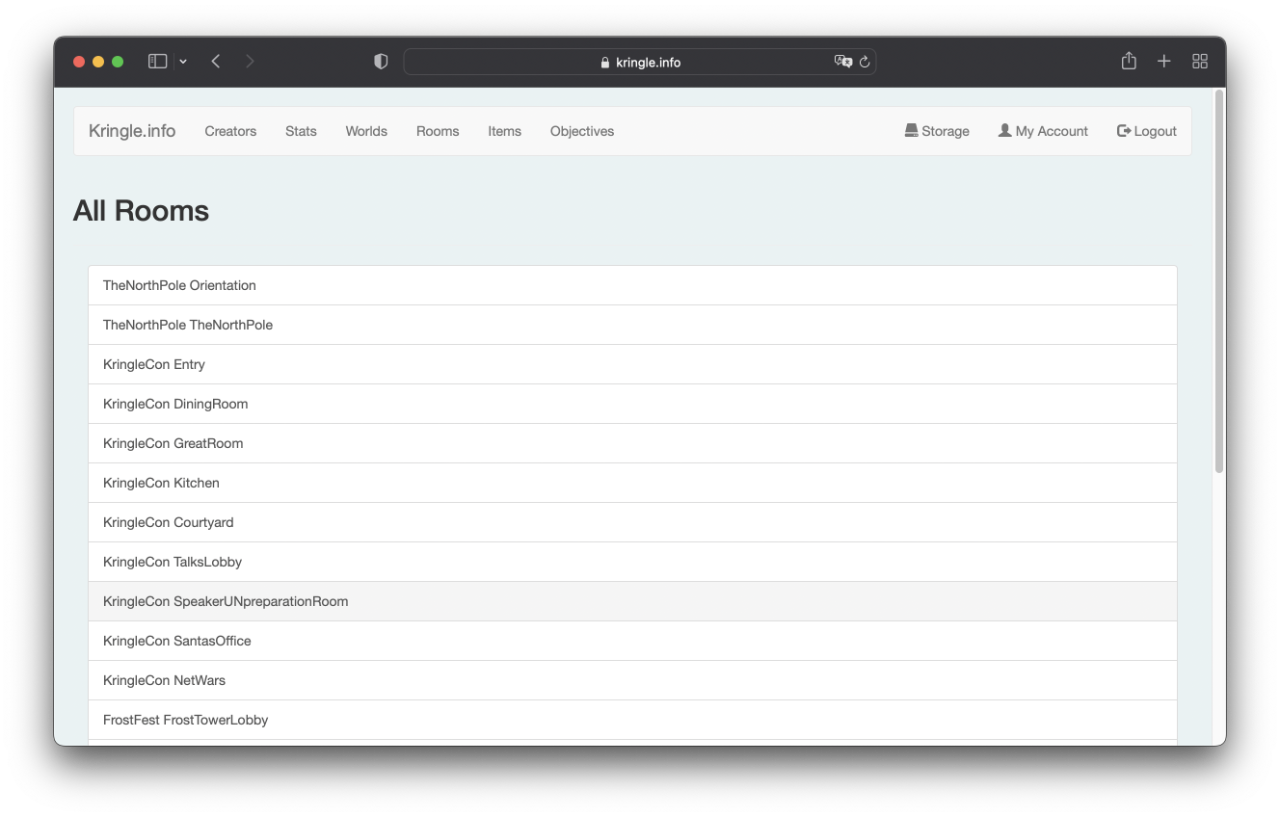 kringle.info
Kringle.info Creators Stats Worlds Rooms Items Objectives Storage My Account Logout
All Rooms
TheNorthPole Orientation
TheNorthPole TheNorthPole
KringleCon Entry
KringleCon DiningRoom
KringleCon GreatRoom
KringleCon Kitchen
KringleCon Courtyard
KringleCon TalksLobby
KringleCon SpeakerUNpreparationRoom
KringleCon SantasOffice
KringleCon NetWars
FrostFest FrostTowerLobby